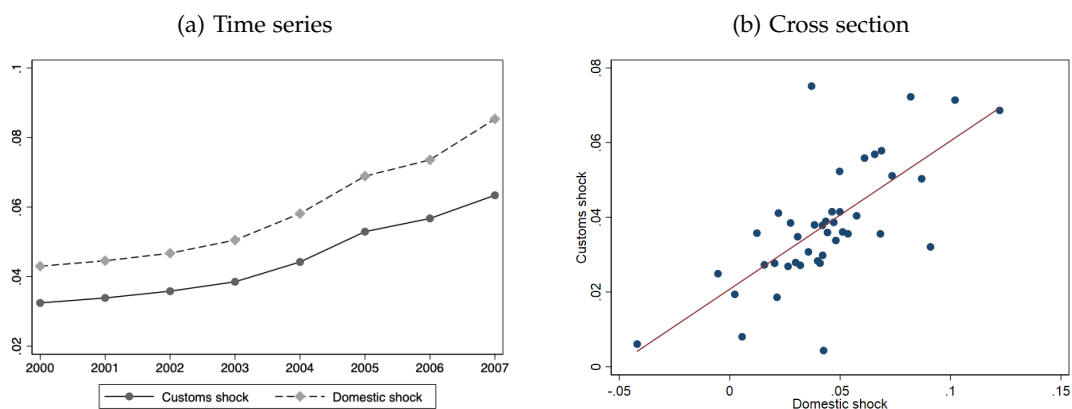 (a) Time series
.1
.08
.06
.04
.02
2000 2001 2002 2003 2004 2005 2006 2007
Customs shock Domestic shock
(b) Cross section
.08
.06
.04
.02
0
Customs shock
-.05 0 .05 .1 .15
Domestic shock